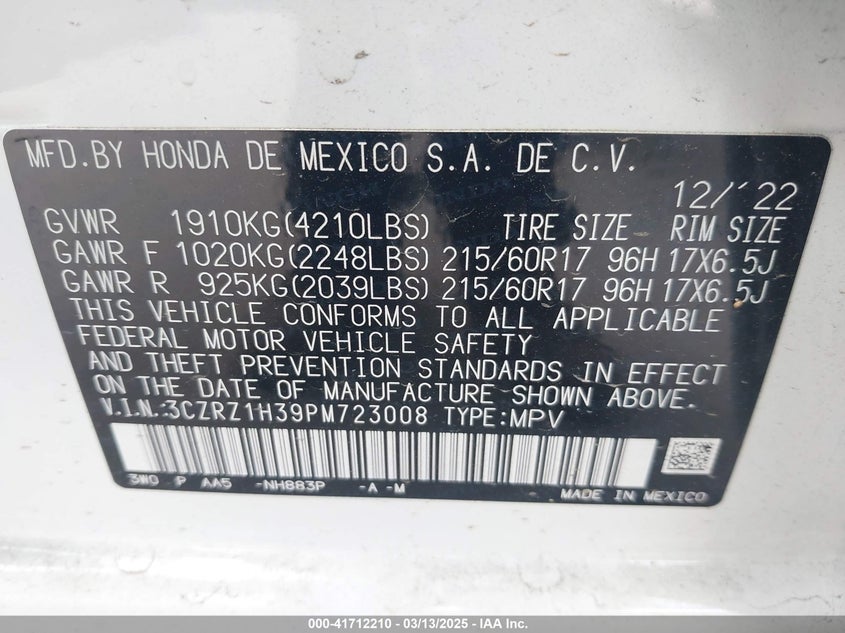 MFD.BY HONDA DE MEXICO S.A. DE C.V.
12/'22
GVWR 1910KG(4210LBS) TIRE SIZE RIM SIZE
GAWR F 1020KG(2248LBS) 215/60R17 96H 17X6.5J
GAWR R 925KG(2039LBS) 215/60R17 96H 17X6.5J
THIS VEHICLE CONFORMS TO ALL APPLICABLE
FEDERAL MOTOR VEHICLE SAFETY
AND THEFT PREVENTION STANDARDS IN EFFECT
ON THE DATE OF MANUFACTURE SHOWN ABOVE.
V.I.N.3CZRZ1H39PM723008 TYPE:MPV
3W0 P AA5 -NH883P -A -M
MADE IN MEXICO
000-41712210 - 03/13/2025 - IAA Inc.